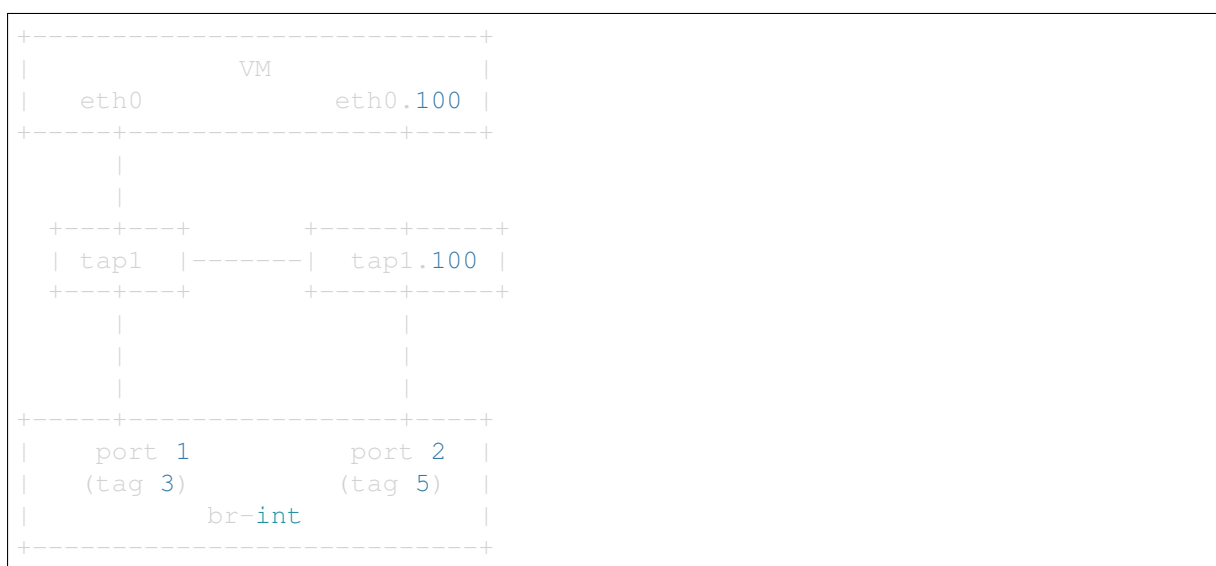 +----------------------------+
|             VM             |
|   eth0            eth0.100 |
+-----+-----------------+----+
      |
      |
  +---+---+       +-----+-----+
  | tap1  |-------|  tap1.100 |
  +---+---+       +-----+-----+
      |                 |
      |                 |
      |                 |
+-----+-----------------+----+
|    port 1          port 2  |
|   (tag 3)         (tag 5)  |
|           br-int           |
+----------------------------+